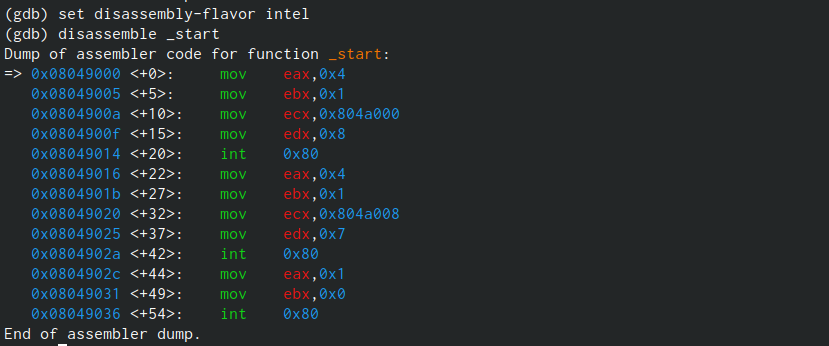 (gdb) set disassembly-flavor intel
(gdb) disassemble _start
Dump of assembler code for function _start:
=> 0x08049000 <+0>:     mov    eax,0x4
   0x08049005 <+5>:     mov    ebx,0x1
   0x0804900a <+10>:    mov    ecx,0x804a000
   0x0804900f <+15>:    mov    edx,0x8
   0x08049014 <+20>:    int    0x80
   0x08049016 <+22>:    mov    eax,0x4
   0x0804901b <+27>:    mov    ebx,0x1
   0x08049020 <+32>:    mov    ecx,0x804a008
   0x08049025 <+37>:    mov    edx,0x7
   0x0804902a <+42>:    int    0x80
   0x0804902c <+44>:    mov    eax,0x1
   0x08049031 <+49>:    mov    ebx,0x0
   0x08049036 <+54>:    int    0x80
End of assembler dump.